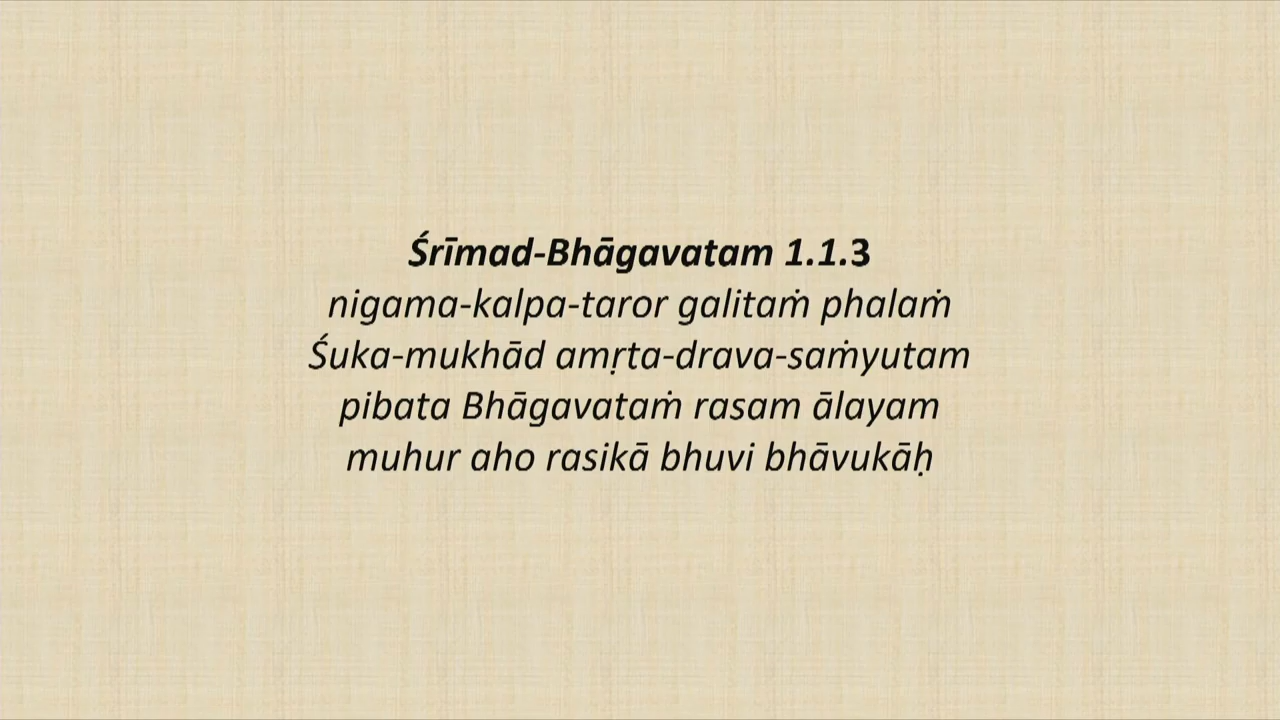 Śrīmad-Bhāgavatam 1.1.3
nigama-kalpa-taror galitaṁ phalaṁ
Śuka-mukhād amṛta-drava-saṁyutam
pibata Bhāgavataṁ rasam ālayam
muhur aho rasikā bhuvi bhāvukāḥ